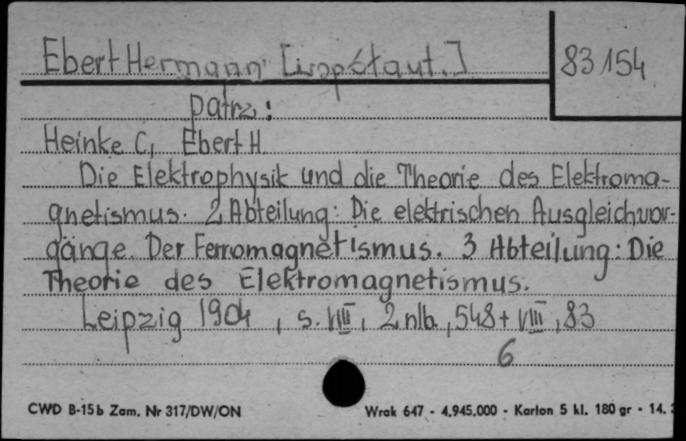 Ebert Hermann [współaut.] 83154
patrz:
Heinke C, Ebert H.
Die Elektrophysik und die Theorie des Elektroma-
gnetismus. 2 Abteilung: Die elektrischen Ausgleichvor-
gänge. Der Ferromagnetismus. 3 Abteilung: Die
Theorie des Elektromagnetismus.
Leipzig 1904, s. VIII, 2 nlb, 548 + VIII, 83
6
CWD B-15b Zam. Nr 317/DW/ON Wrak 647 - 4.945.000 - Karton 5 kl. 180 gr - 14.